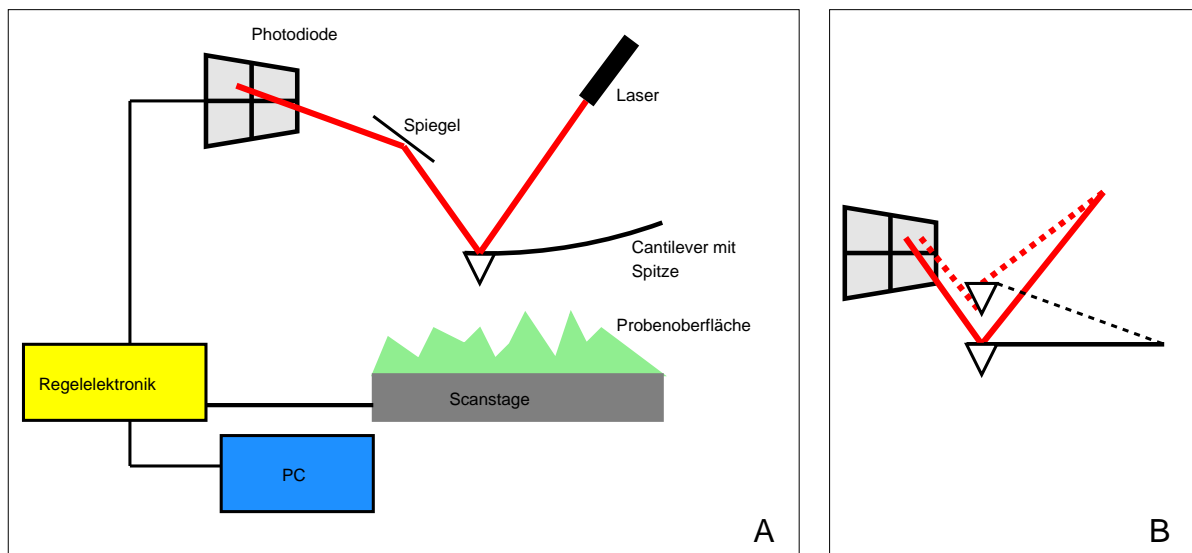 Photodiode
Laser
Spiegel
Cantilever mit
Spitze
Probenoberfläche
Regelelektronik
Scanstage
PC
A
B